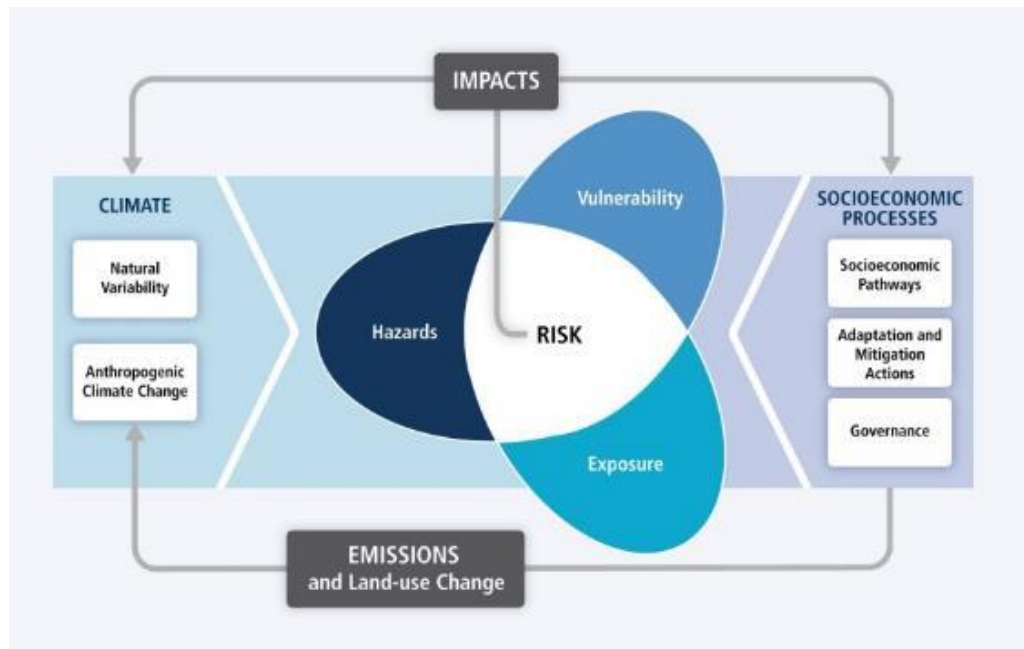 IMPACTS
CLIMATE
Natural
Variability
Anthropogenic
Climate Change
Vulnerability
Hazards
RISK
Exposure
SOCIOECONOMIC
PROCESSES
Socioeconomic
Pathways
Adaptation and
Mitigation
Actions
Governance
EMISSIONS
and Land-use Change